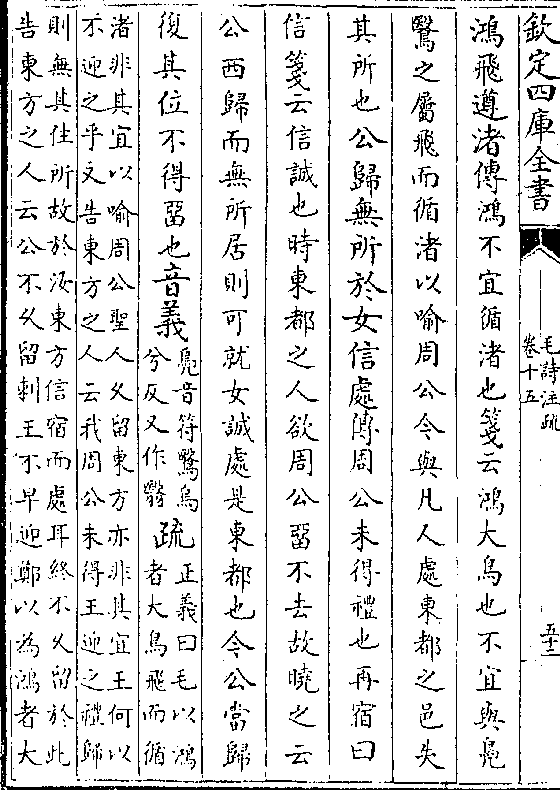 欽定四庫全書
毛詩注疏
卷十五
五十二
鴻飛遵渚傳鴻不宜循渚也箋云鴻大鳥也不宜與鳧
鷖之屬飛而循渚以喻周公今與凡人處東都之邑失
其所也公歸無所於女信處傳周公未得禮也再宿曰
信箋云信誠也時東都之人欲周公留不去故曉之云
公西歸而無所居則可就女誠處是東都也今公當歸
復其位不得留也音義
鳧音符鷖烏
兮反又作鷖
疏
正義曰毛以鴻
者大鳥飛而循
渚非其宜以喻周公聖人久留東方亦非其宜王何以
不迎之乎又告東方之人云我周公未得王迎之禮歸
則無其住所故於汝東方信宿而處耳終不久留於此
告東方之人云公不久留刺王不早迎鄭以為鴻者大